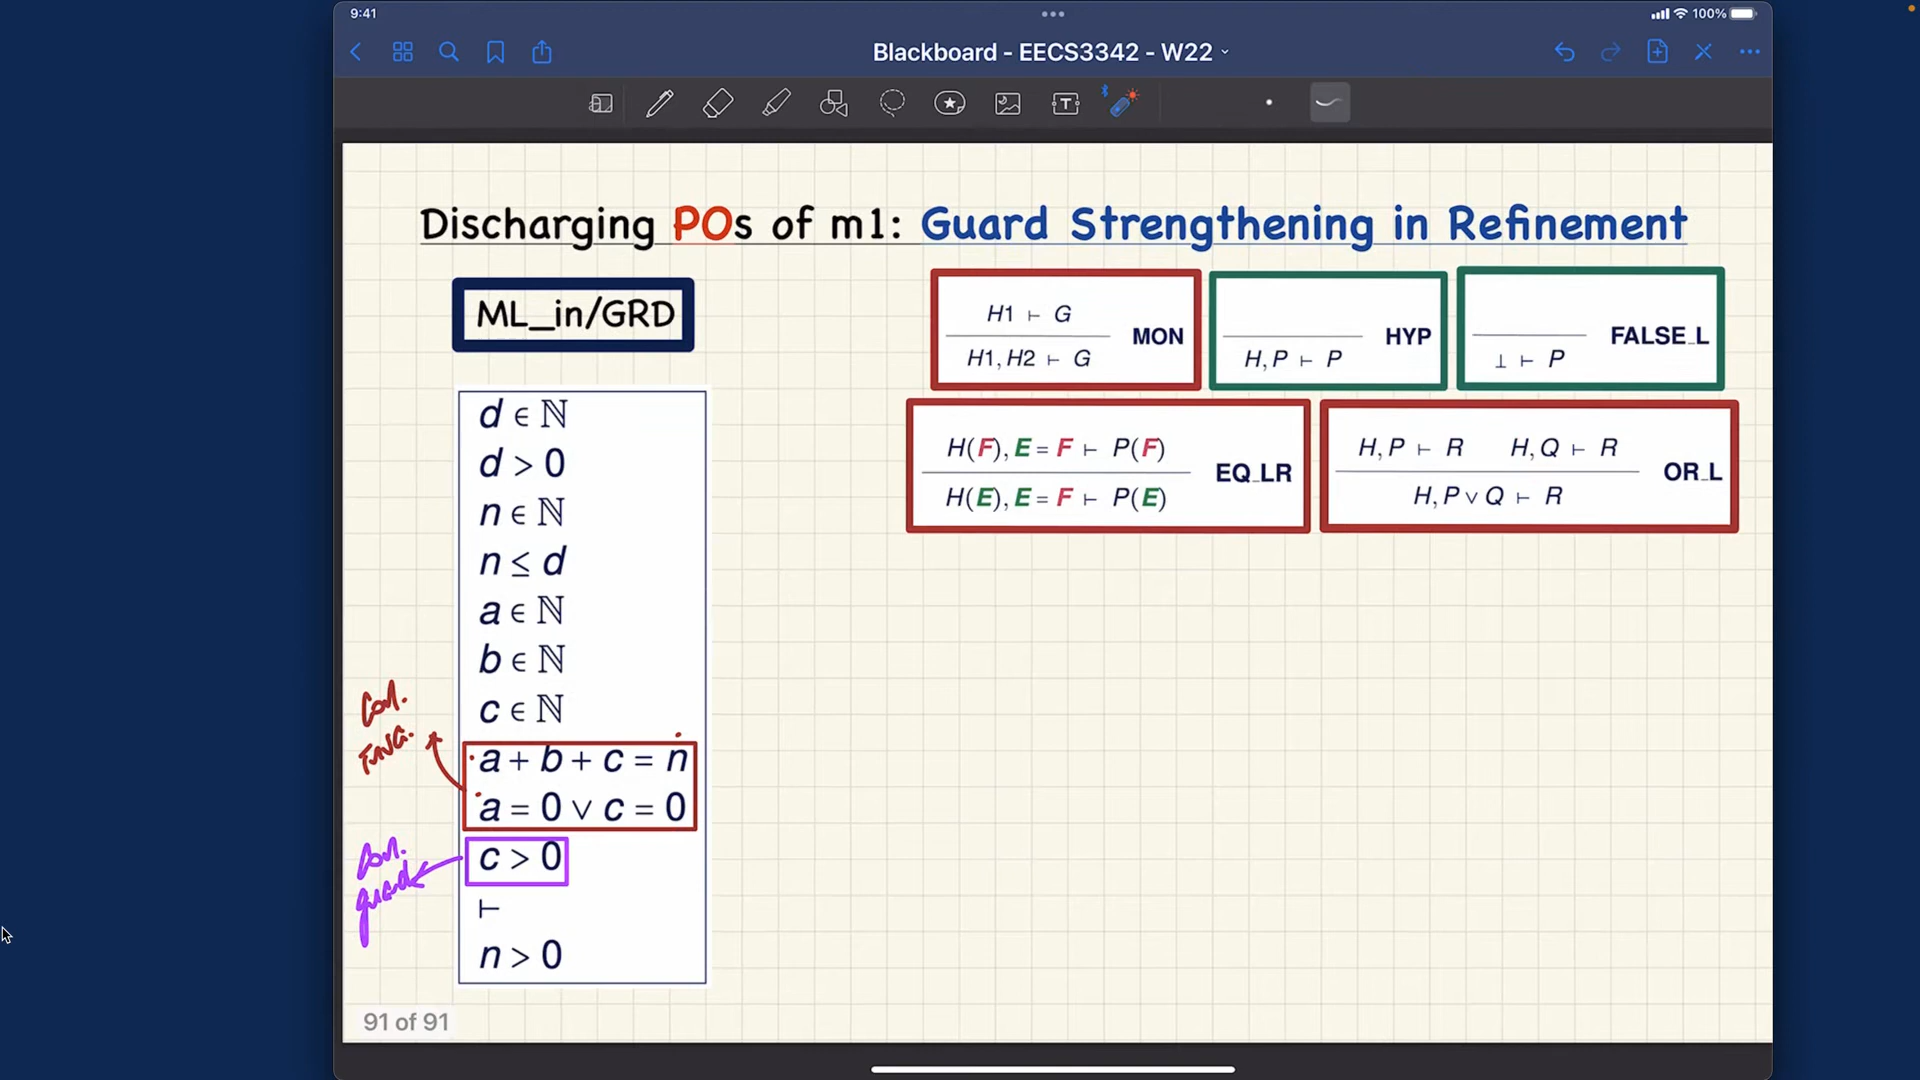 9:41
100%
Blackboard - EECS3342 - W22
Discharging POs of m1: Guard Strengthening in Refinement
ML_in/GRD
H1 ⊢ G
H1, H2 ⊢ G
MON
H, P ⊢ P
HYP
⊥ ⊢ P
FALSE_L
H(F), E = F ⊢ P(F)
H(E), E = F ⊢ P(E)
EQ_LR
H, P ⊢ R H, Q ⊢ R
H, P ∨ Q ⊢ R
OR_L
d ∈ ℕ
d > 0
n ∈ ℕ
n ≤ d
a ∈ ℕ
b ∈ ℕ
c ∈ ℕ
a + b + c = n
a = 0 ∨ c = 0
c > 0
⊢
n > 0
guard
91 of 91